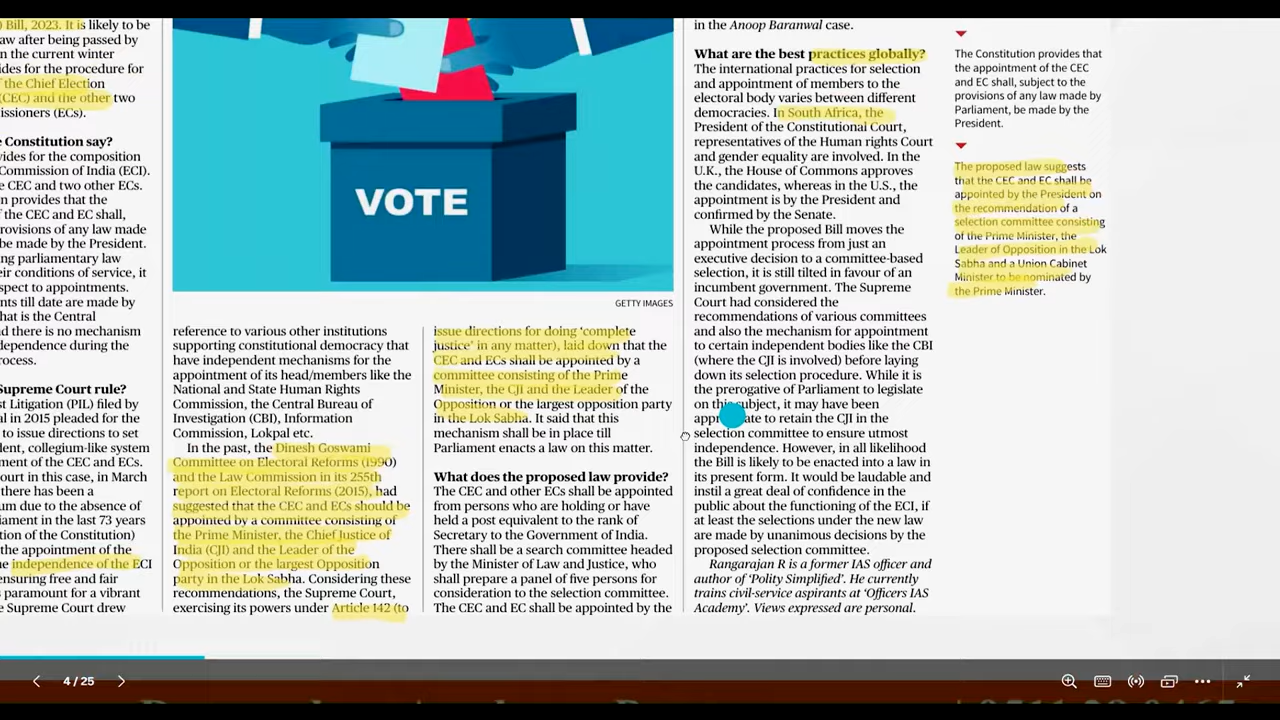 ) Bill, 2023. It is likely to be
aw after being passed by
n the current winter
ides for the procedure for
f the Chief Election
(CEC) and the other two
issioners (ECs).
e Constitution say?
vides for the composition
Commission of India (ECI).
e CEC and two other ECs.
n provides that the
f the CEC and EC shall,
rovisions of any law made
be made by the President.
ng parliamentary law
eir conditions of service, it
spect to appointments.
nts till date are made by
hat is the Central
d there is no mechanism
dependence during the
rocess.
Supreme Court rule?
st Litigation (PIL) filed by
al in 2015 pleaded for the
to issue directions to set
dent, collegium-like system
ment of the CEC and ECs.
ourt in this case, in March
there has been a
um due to the absence of
iament in the last 73 years
tion of the Constitution)
the appointment of the
he independence of the ECI
ensuring free and fair
s paramount for a vibrant
e Supreme Court drew
VOTE
GETTY IMAGES
reference to various other institutions
supporting constitutional democracy that
have independent mechanisms for the
appointment of its head/members like the
National and State Human Rights
Commission, the Central Bureau of
Investigation (CBI), Information
Commission, Lokpal etc.
In the past, the Dinesh Goswami
Committee on Electoral Reforms (1990)
and the Law Commission in its 255th
report on Electoral Reforms (2015), had
suggested that the CEC and ECs should be
appointed by a committee consisting of
the Prime Minister, the Chief Justice of
India (CJI) and the Leader of the
Opposition or the largest Opposition
party in the Lok Sabha. Considering these
recommendations, the Supreme Court,
exercising its powers under Article 142 (to
issue directions for doing ‘complete
justice’ in any matter), laid down that the
CEC and ECs shall be appointed by a
committee consisting of the Prime
Minister, the CJI and the Leader of the
Opposition or the largest opposition party
in the Lok Sabha. It said that this
mechanism shall be in place till
Parliament enacts a law on this matter.
What does the proposed law provide?
The CEC and other ECs shall be appointed
from persons who are holding or have
held a post equivalent to the rank of
Secretary to the Government of India.
There shall be a search committee headed
by the Minister of Law and Justice, who
shall prepare a panel of five persons for
consideration to the selection committee.
The CEC and EC shall be appointed by the
in the Anoop Baranwal case.
What are the best practices globally?
The international practices for selection
and appointment of members to the
electoral body varies between different
democracies. In South Africa, the
President of the Constitutional Court,
representatives of the Human rights Court
and gender equality are involved. In the
U.K., the House of Commons approves
the candidates, whereas in the U.S., the
appointment is by the President and
confirmed by the Senate.
While the proposed Bill moves the
appointment process from just an
executive decision to a committee-based
selection, it is still tilted in favour of an
incumbent government. The Supreme
Court had considered the
recommendations of various committees
and also the mechanism for appointment
to certain independent bodies like the CBI
(where the CJI is involved) before laying
down its selection procedure. While it is
the prerogative of Parliament to legislate
on this subject, it may have been
appr ate to retain the CJI in the
selection committee to ensure utmost
independence. However, in all likelihood
the Bill is likely to be enacted into a law in
its present form. It would be laudable and
instil a great deal of confidence in the
public about the functioning of the ECI, if
at least the selections under the new law
are made by unanimous decisions by the
proposed selection committee.
Rangarajan R is a former IAS officer and
author of ‘Polity Simplified’. He currently
trains civil-service aspirants at ‘Officers IAS
Academy’. Views expressed are personal.
The Constitution provides that
the appointment of the CEC
and EC shall, subject to the
provisions of any law made by
Parliament, be made by the
President.
The proposed law suggests
that the CEC and EC shall be
appointed by the President on
the recommendation of a
selection committee consisting
of the Prime Minister, the
Leader of Opposition in the Lok
Sabha and a Union Cabinet
Minister to be nominated by
the Prime Minister.
4 / 25